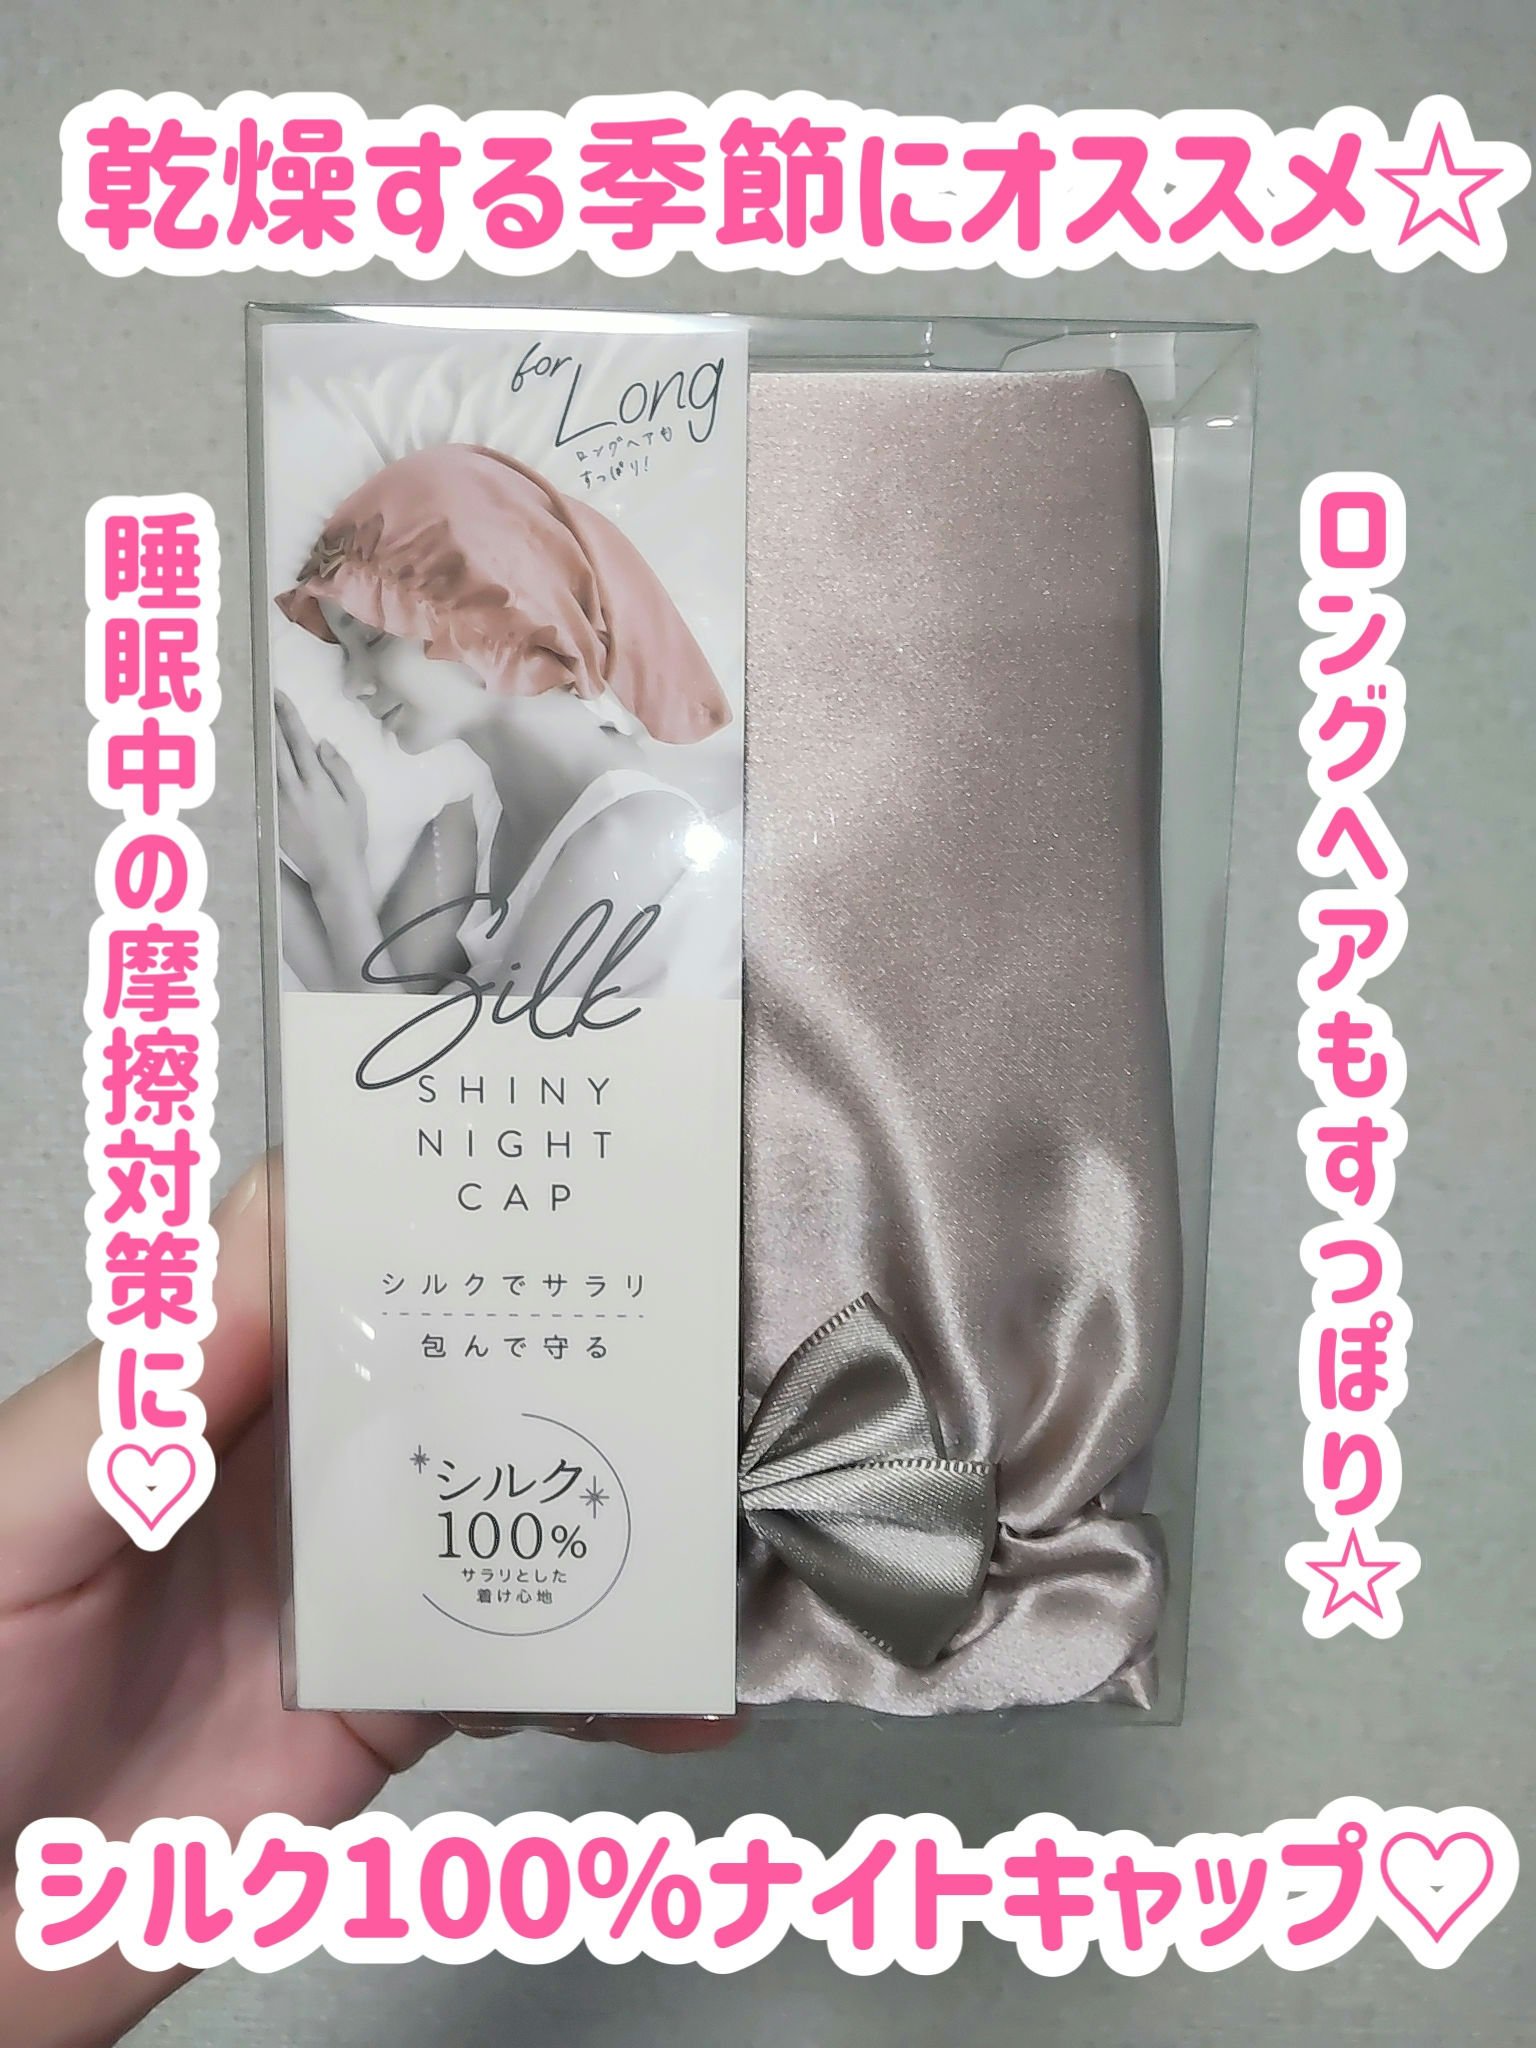 乾燥する季節にオススメ☆
for
Long
ロングヘアも
すっぽり!
睡眠中の摩擦対策に♡
ロングヘアもすっぽり☆
Silk
SHINY
NIGHT
CAP
シルクでサラリ
包んで守る
シルク
100%
サラリとした
着け心地
シルク100%ナイトキャップ♡